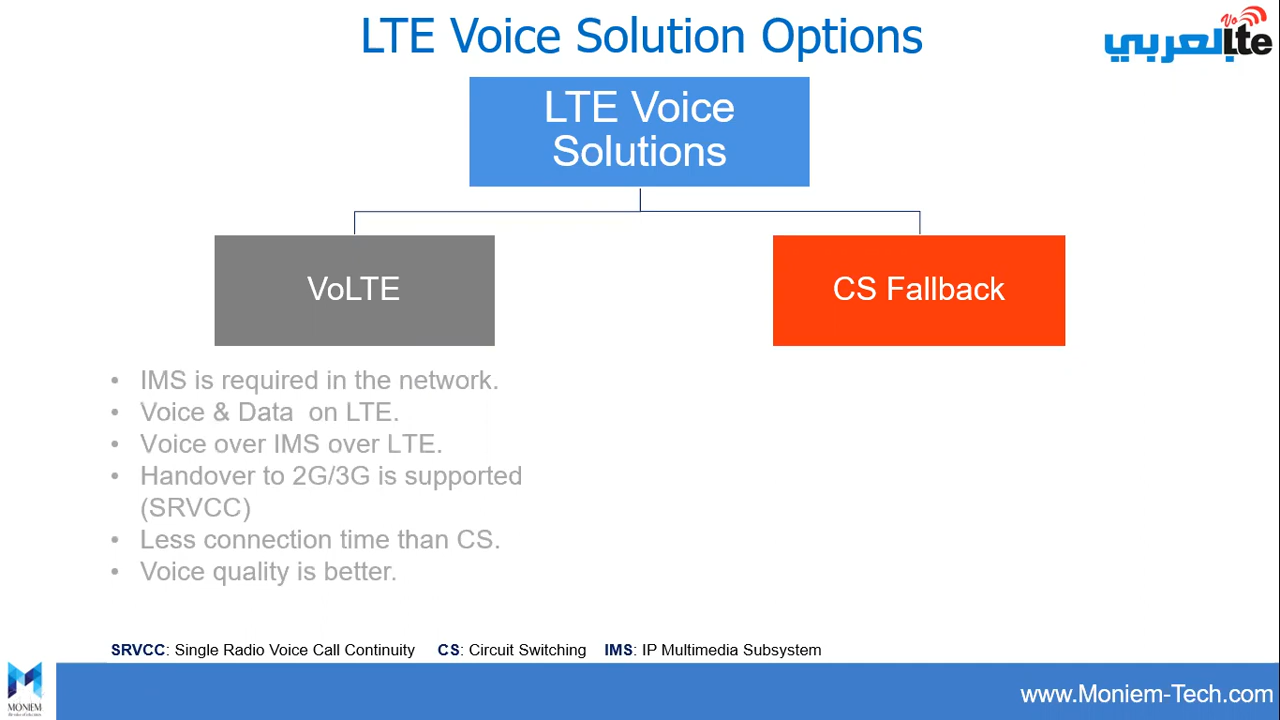 LTE Voice Solution Options
Vo
بالعربي Lte
LTE Voice
Solutions
VoLTE
CS Fallback
• IMS is required in the network.
• Voice & Data on LTE.
• Voice over IMS over LTE.
• Handover to 2G/3G is supported
(SRVCC)
• Less connection time than CS.
• Voice quality is better.
SRVCC: Single Radio Voice Call Continuity CS: Circuit Switching IMS: IP Multimedia Subsystem
MONIEM
www.Moniem-Tech.com